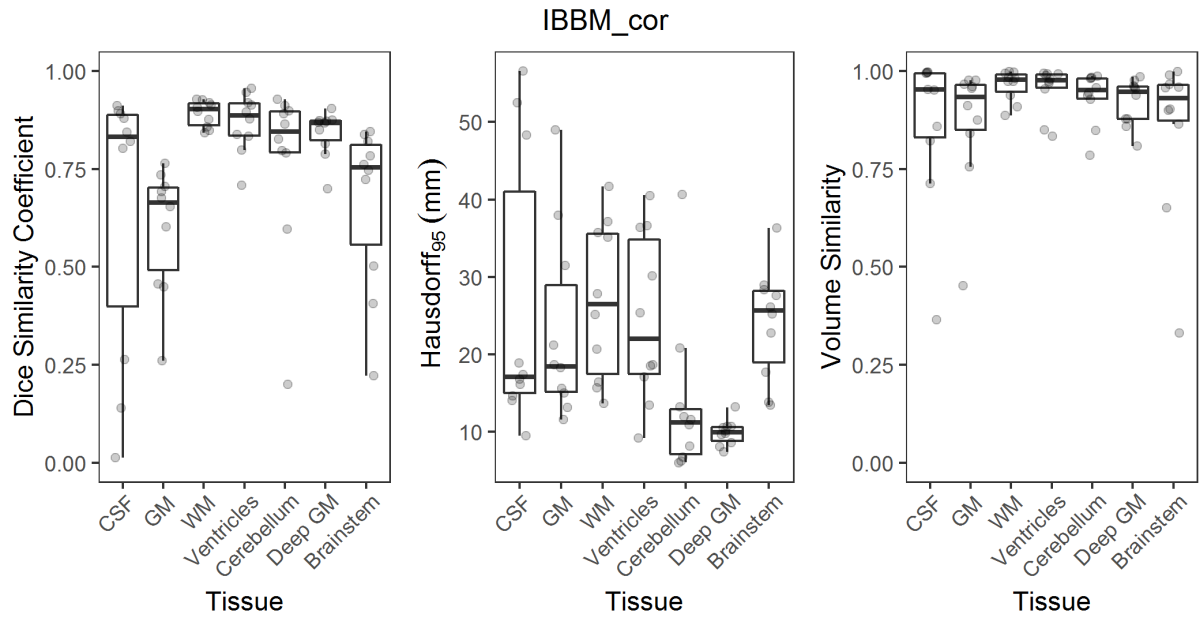 IBBM_cor
Dice Similarity Coefficient
1.00
0.75
0.50
0.25
0.00
CSF
GM
WM
Ventricles
Cerebellum
Deep GM
Brainstem
Tissue
Hausdorff95 (mm)
50
40
30
20
10
CSF
GM
WM
Ventricles
Cerebellum
Deep GM
Brainstem
Tissue
Volume Similarity
1.00
0.75
0.50
0.25
0.00
CSF
GM
WM
Ventricles
Cerebellum
Deep GM
Brainstem
Tissue